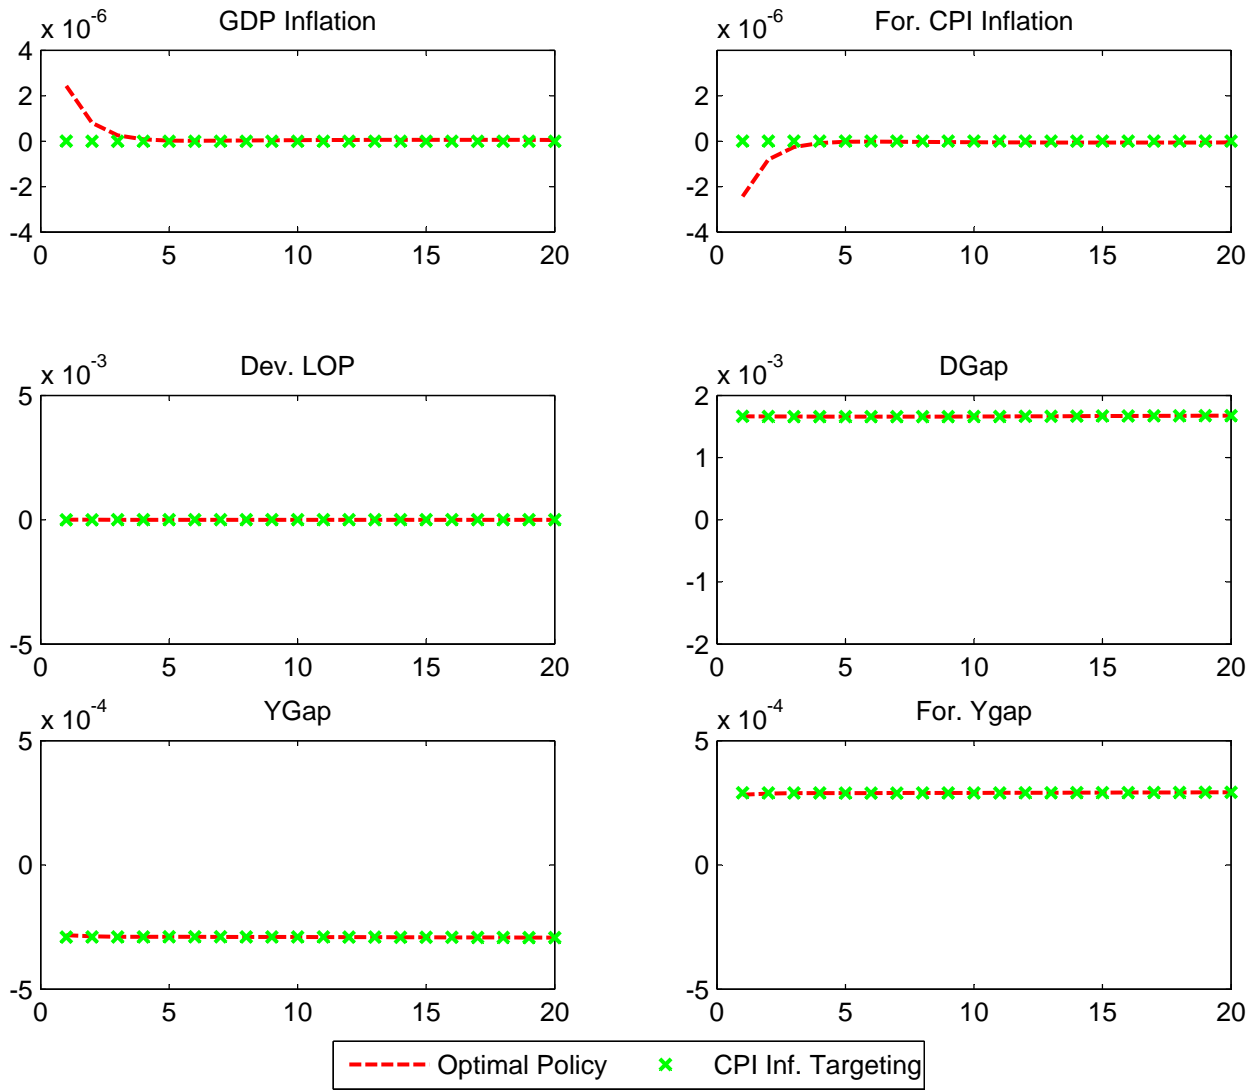 GDP Inflation
x 10^-6
4
2
0
-2
-4
0 5 10 15 20
For. CPI Inflation
x 10^-6
4
2
0
-2
-4
0 5 10 15 20
Dev. LOP
x 10^-3
5
0
-5
0 5 10 15 20
DGap
x 10^-3
2
1
0
-1
-2
0 5 10 15 20
YGap
x 10^-4
5
0
-5
0 5 10 15 20
For. Ygap
x 10^-4
5
0
-5
0 5 10 15 20
Optimal Policy CPI Inf. Targeting